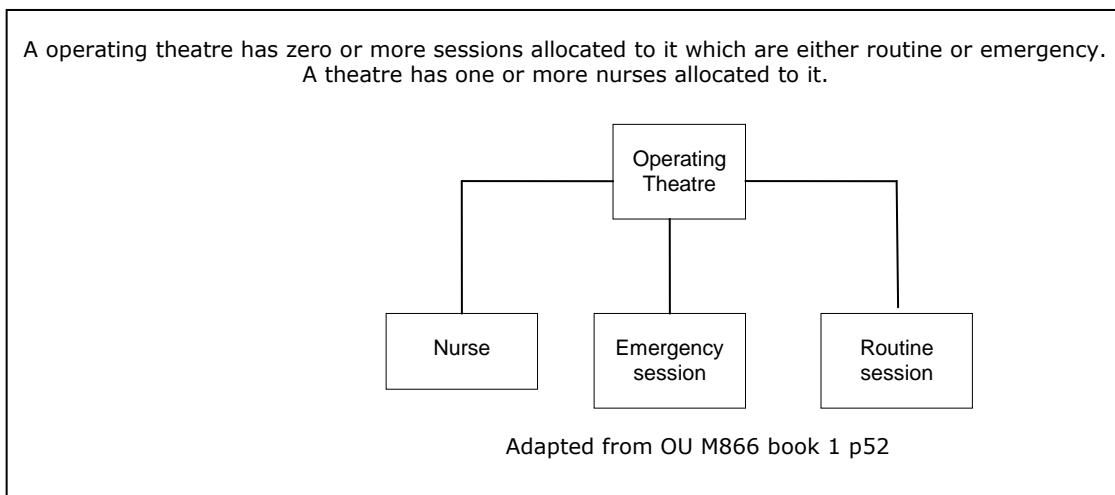 A operating theatre has zero or more sessions allocated to it which are either routine or emergency.
A theatre has one or more nurses allocated to it.
Operating
Theatre
Nurse
Emergency
session
Routine
session
Adapted from OU M866 book 1 p52